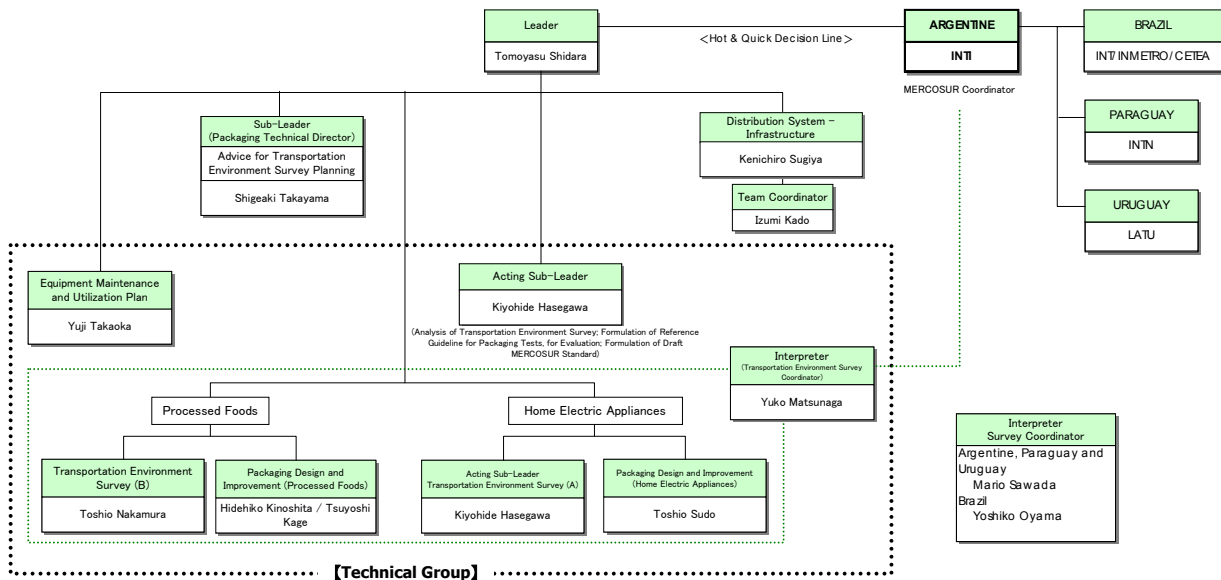 Leader
Tomoyasu Shidara
<Hot & Quick Decision Line>
ARGENTINE
INTI
MERCOSUR Coordinator
BRAZIL
INT/ INMETRO/ CETEA
PARAGUAY
INTN
URUGUAY
LATU
Sub-Leader
(Packaging Technical Director)
Advice for Transportation
Environment Survey Planning
Shigeaki Takayama
Distribution System -
Infrastructure
Kenichiro Sugiya
Team Coordinator
Izumi Kado
Equipment Maintenance
and Utilization Plan
Yuji Takaoka
Acting Sub-Leader
Kiyohide Hasegawa
(Analysis of Transportation Environment Survey; Formulation of Reference
Guideline for Packaging Tests, for Evaluation; Formulation of Draft
MERCOSUR Standard)
Interpreter
(Transportation Environment Survey
Coordinator)
Yuko Matsunaga
Processed Foods
Home Electric Appliances
Transportation Environment
Survey (B)
Toshio Nakamura
Packaging Design and
Improvement (Processed Foods)
Hidehiko Kinoshita / Tsuyoshi
Kage
Acting Sub-Leader
Transportation Environment Survey (A)
Kiyohide Hasegawa
Packaging Design and Improvement
(Home Electric Appliances)
Toshio Sudo
Interpreter
Survey Coordinator
Argentine, Paraguay and
Uruguay
Mario Sawada
Brazil
Yoshiko Oyama
【Technical Group】